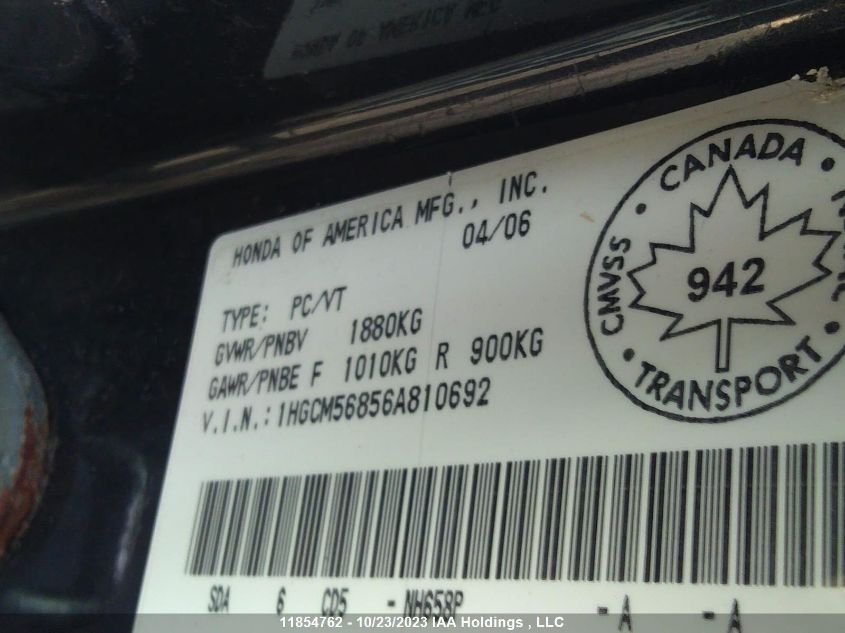 HONDA OF AMERICA MFG., INC.
04/06
TYPE: PC/VT
GVWR/PNBV 1880KG
GAWR/PNBE F 1010KG R 900KG
V.I.N.: 1HGCM56856A810692
CANADA
CMVSS
942
TRANSPORT
SDA 6 CD5 - NH658P - A - A
11854762 - 10/23/2023 IAA Holdings , LLC